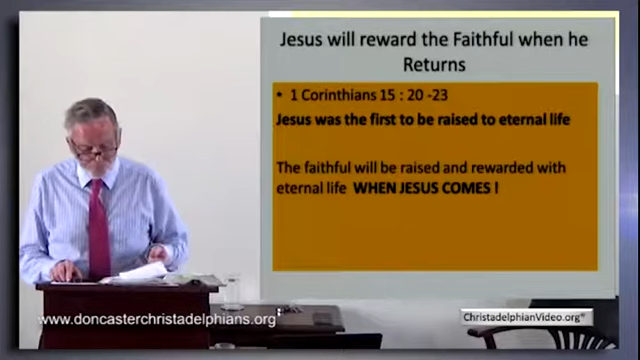 Jesus will reward the Faithful when he
Returns
• 1 Corinthians 15 : 20 -23
Jesus was the first to be raised to eternal life
The faithful will be raised and rewarded with
eternal life WHEN JESUS COMES !
www.doncasterchristadelphians.org
ChristadelphianVideo.org